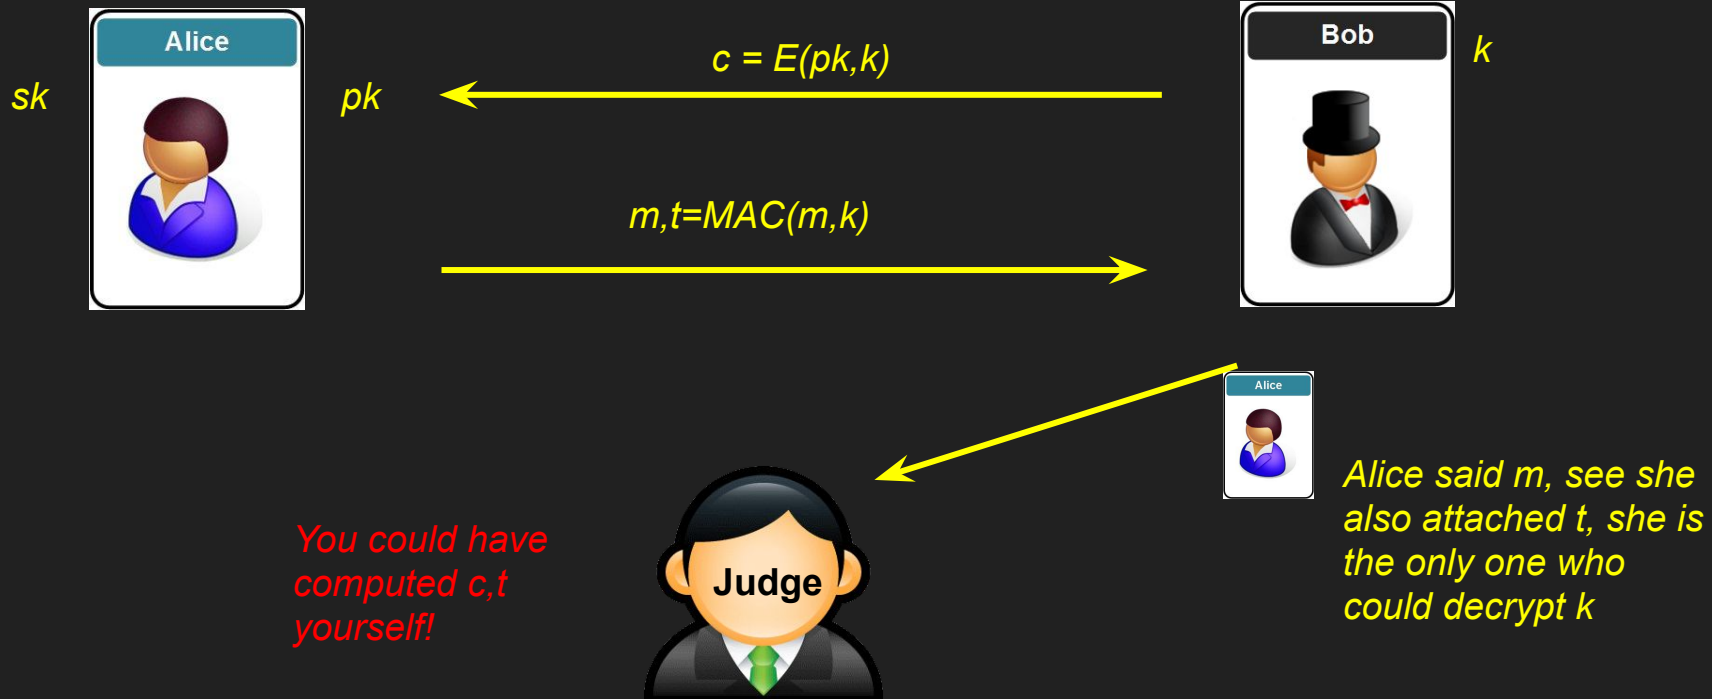 Alice
Bob
k
c = E(pk,k)
sk
pk
m,t=MAC(m,k)
Alice
Alice said m, see she
also attached t, she is
the only one who
could decrypt k
You could have
computed c,t
yourself!
Judge